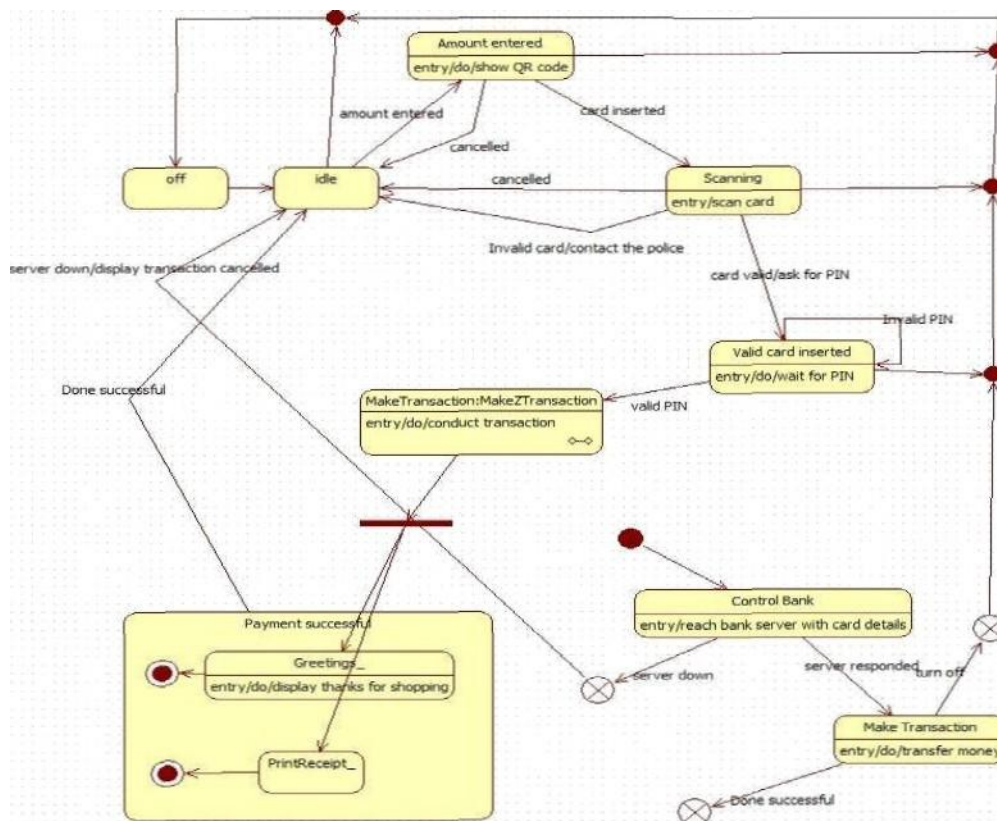 Amount entered
entry/do/show QR code
amount entered
card inserted
cancelled
off
idle
cancelled
Scanning
entry/scan card
Invalid card/contact the police
server down/display transaction cancelled
card valid/ask for PIN
Invalid PIN
Valid card inserted
entry/do/wait for PIN
Done successful
MakeTransaction:MakeZTransaction
entry/do/conduct transaction
valid PIN
Control Bank
entry/reach bank server with card details
Payment successful
Greetings_
entry/do/display thanks for shopping
server down
server responded
turn off
Make Transaction
entry/do/transfer money
PrintReceipt_
Done successful